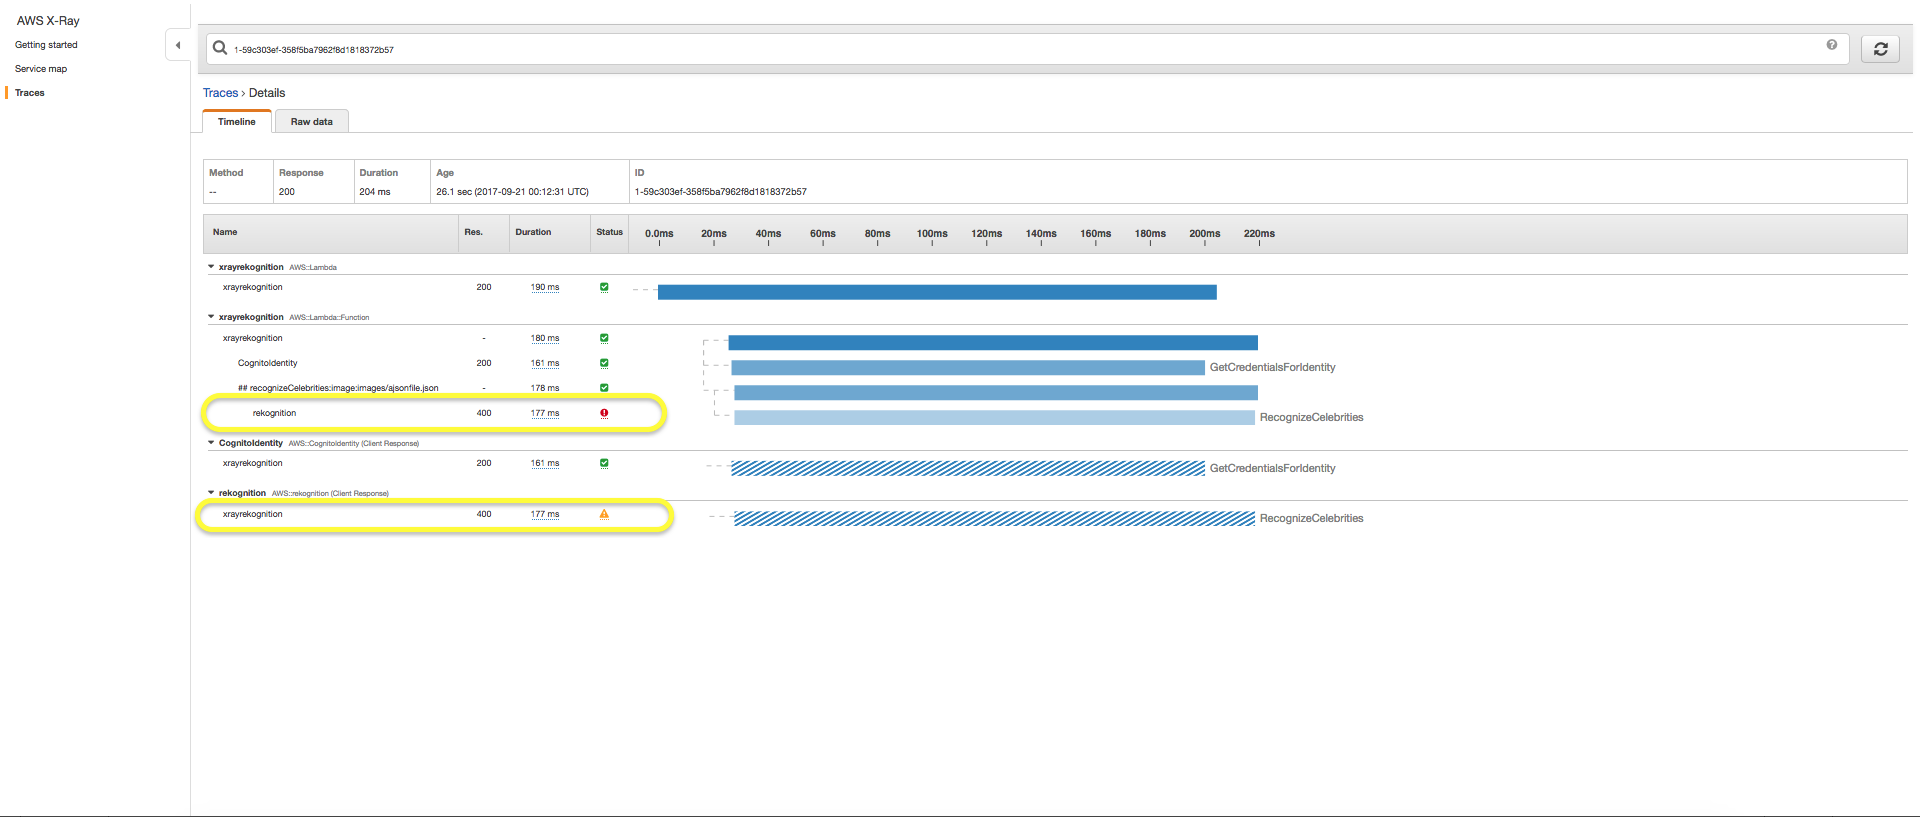 AWS X-Ray
Getting started
Service map
Traces
1-59c303ef-358f5ba7962f8d1818372b57
Traces › Details
Timeline Raw data
Method Response Duration Age ID
-- 200 204 ms 26.1 sec (2017-09-21 00:12:31 UTC) 1-59c303ef-358f5ba7962f8d1818372b57
Name Res. Duration Status 0.0ms 20ms 40ms 60ms 80ms 100ms 120ms 140ms 160ms 180ms 200ms 220ms
xrayrekognition AWS::Lambda
xrayrekognition 200 190 ms
xrayrekognition AWS::Lambda::Function
xrayrekognition - 180 ms
CognitoIdentity 200 161 ms GetCredentialsForIdentity
## recognizeCelebrities:image:images/ajsonfile.json - 178 ms
rekognition 400 177 ms RecognizeCelebrities
CognitoIdentity AWS::CognitoIdentity (Client Response)
xrayrekognition 200 161 ms GetCredentialsForIdentity
rekognition AWS::rekognition (Client Response)
xrayrekognition 400 177 ms RecognizeCelebrities